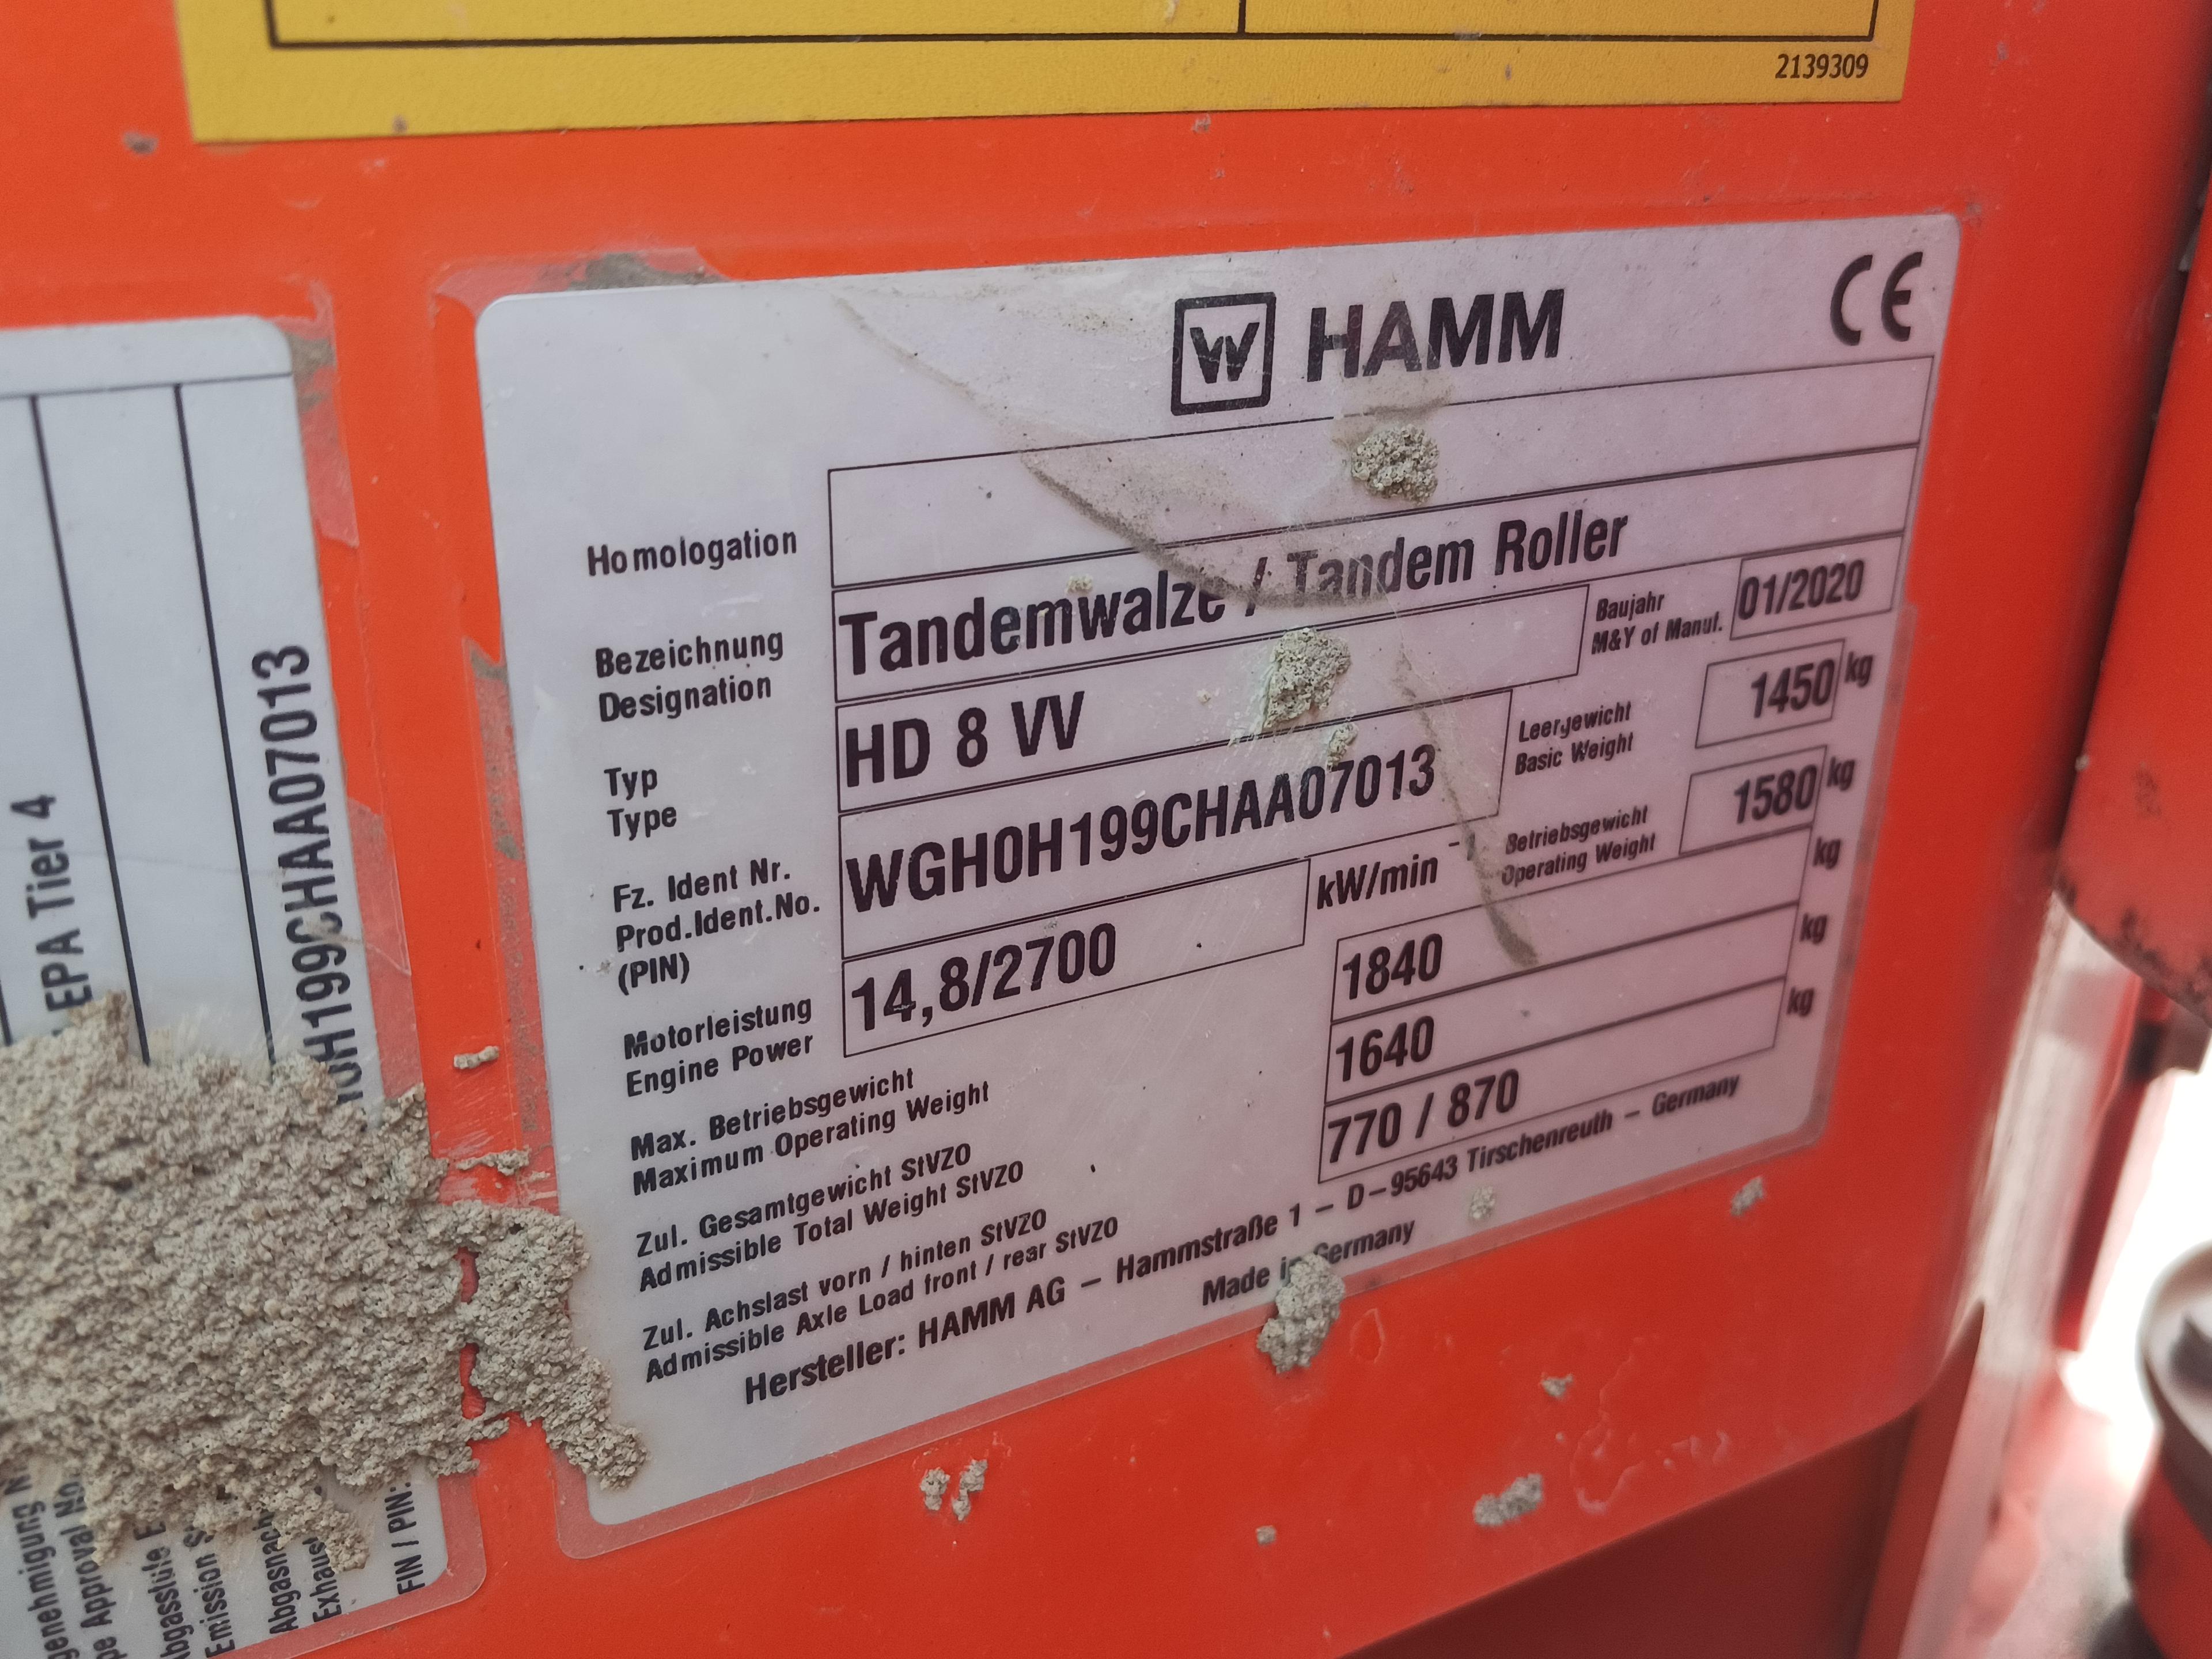 2139309
HAMM
CE
Homologation
Bezeichnung
Designation
Tandemwalze / Tandem Roller
Typ
Type
HD 8 VV
Baujahr
M&Y of Manuf.
01/2020
Fz. Ident Nr.
Prod.Ident.No.
(PIN)
WGH0H199CHAA07013
Leergewicht
Basic Weight
1450 kg
Motorleistung
Engine Power
14,8/2700 kW/min -1
Betriebsgewicht
Operating Weight
1580 kg
Max. Betriebsgewicht
Maximum Operating Weight
1840 kg
Zul. Gesamtgewicht StVZO
Admissible Total Weight StVZO
1640 kg
Zul. Achslast vorn / hinten StVZO
Admissible Axle Load front / rear StVZO
770 / 870 kg
Hersteller: HAMM AG – Hammstraße 1 – D–95643 Tirschenreuth – Germany
Made in Germany
EPA Tier 4
H199CHAA07013
Approval No
Emission
FIN / PIN: